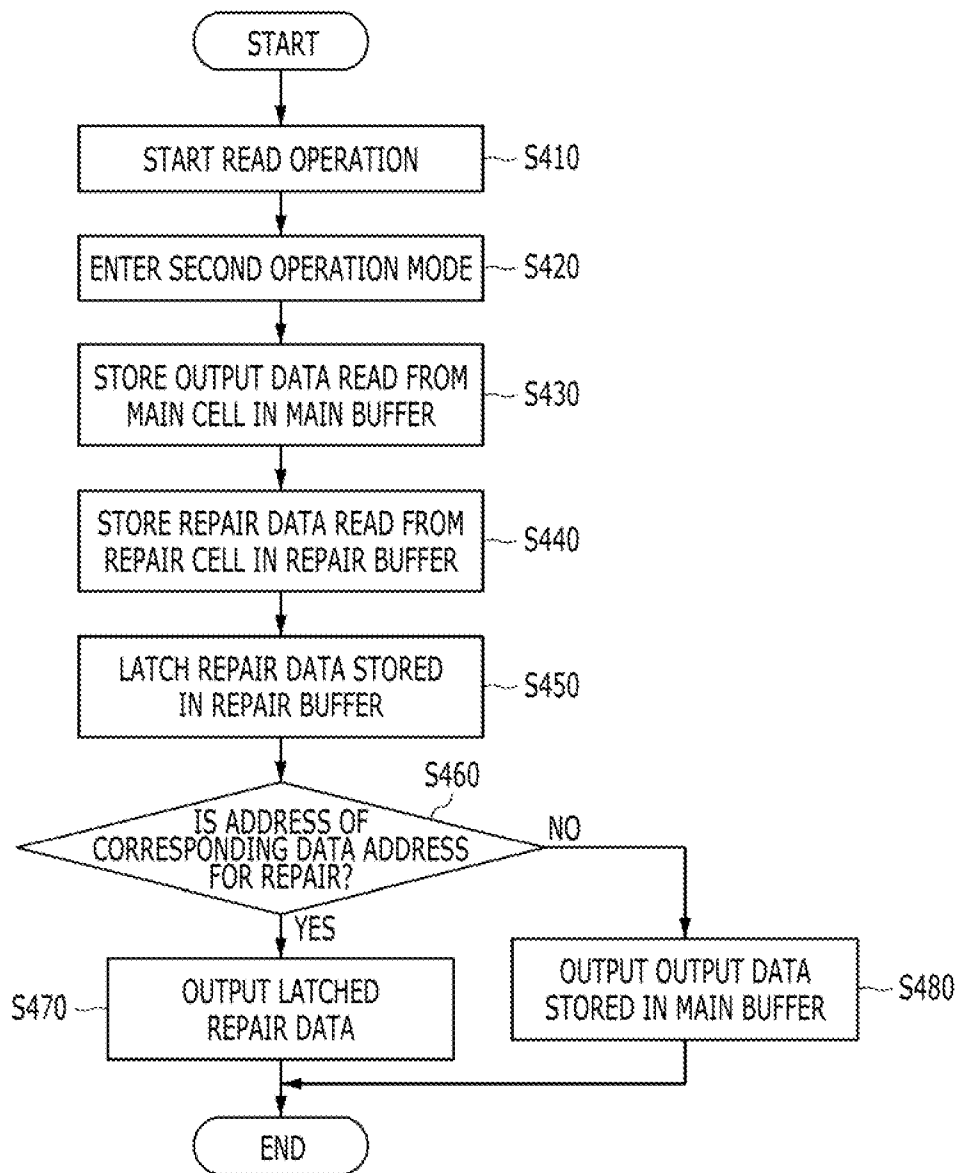 START
START READ OPERATION
S410
ENTER SECOND OPERATION MODE
S420
STORE OUTPUT DATA READ FROM
MAIN CELL IN MAIN BUFFER
S430
STORE REPAIR DATA READ FROM
REPAIR CELL IN REPAIR BUFFER
S440
LATCH REPAIR DATA STORED
IN REPAIR BUFFER
S450
S460
IS ADDRESS OF
CORRESPONDING DATA ADDRESS
FOR REPAIR?
NO
YES
S470
OUTPUT LATCHED
REPAIR DATA
OUTPUT OUTPUT DATA
STORED IN MAIN BUFFER
S480
END